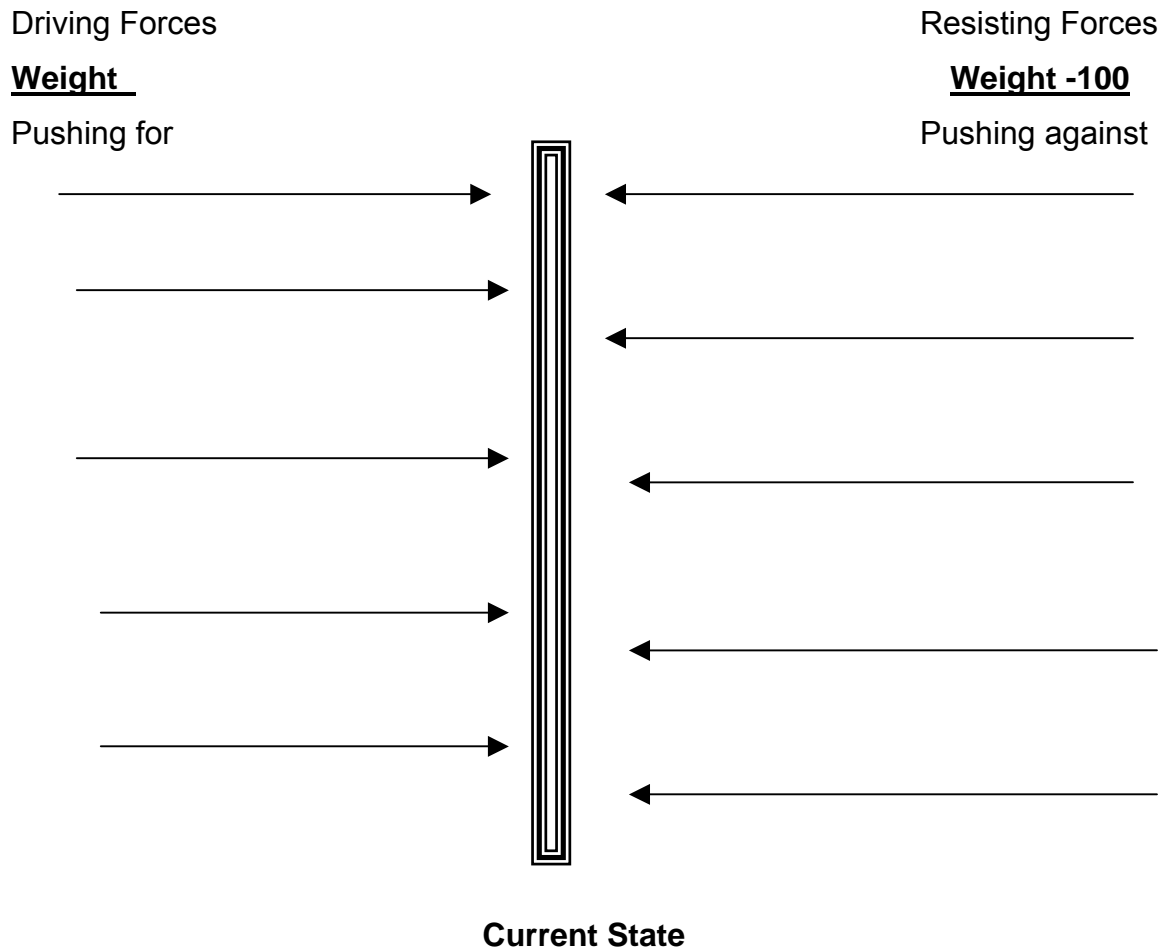 Driving Forces
Resisting Forces
Weight
Weight -100
Pushing for
Pushing against
Current State